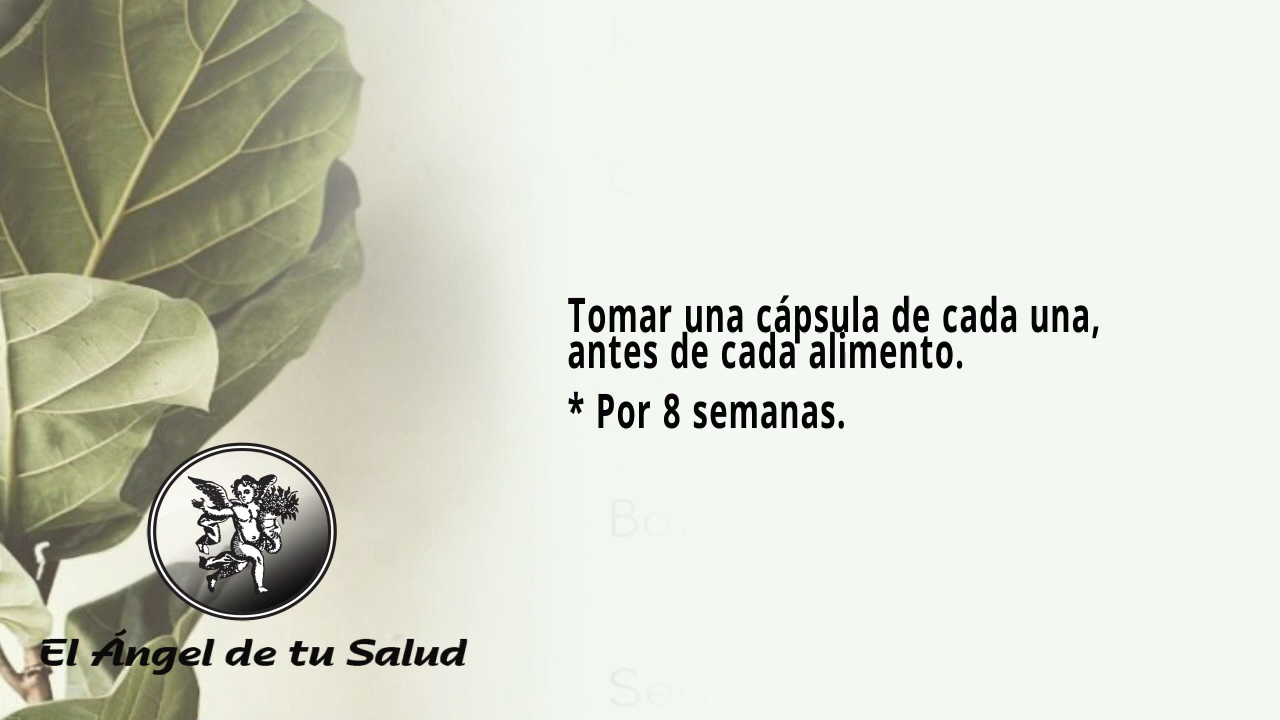 Tomar una cápsula de cada una,
antes de cada alimento.
* Por 8 semanas.
El Ángel de tu Salud